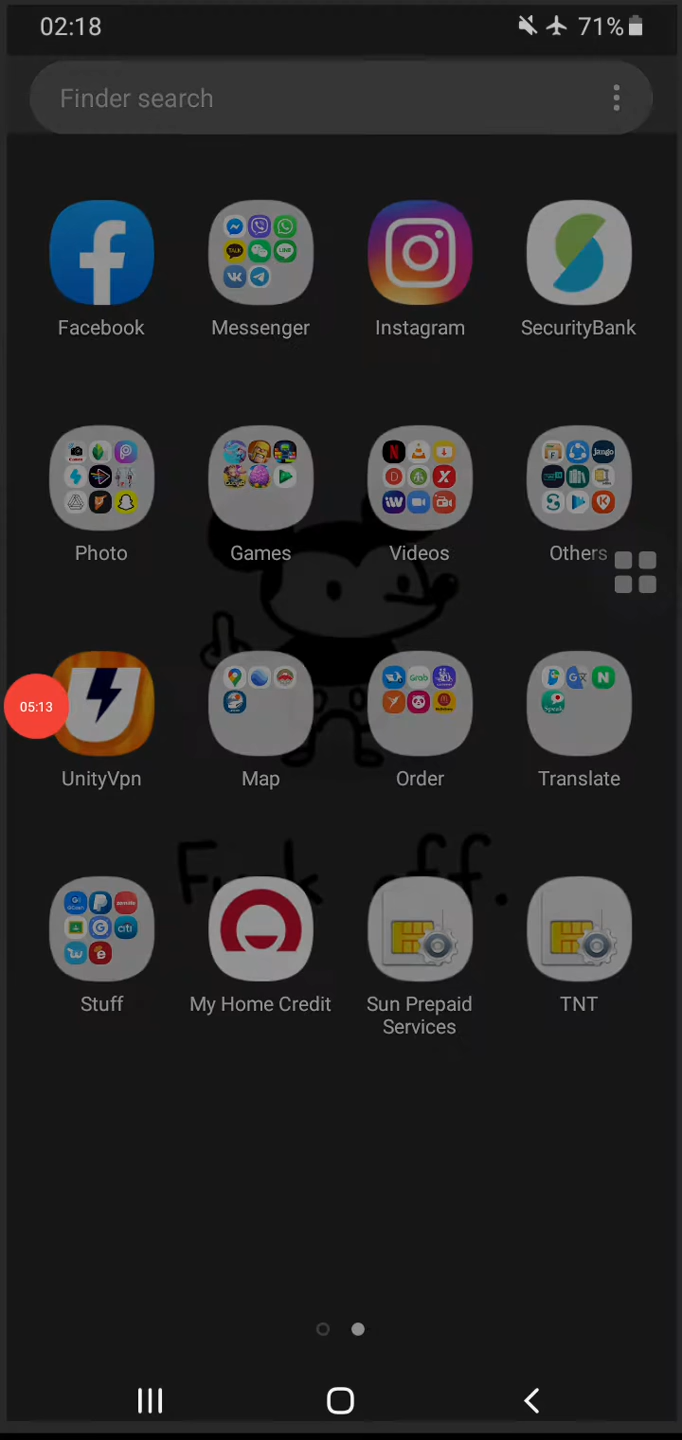 02:18 71%
Finder search
Facebook Messenger Instagram SecurityBank
Photo Games Videos Others
05:13
UnityVpn Map Order Translate
off.
Stuff My Home Credit Sun Prepaid Services TNT